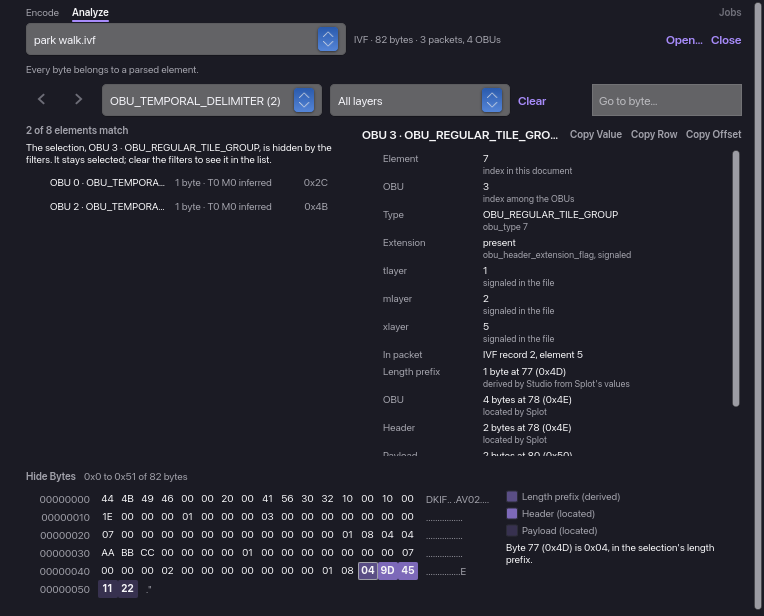 Encode Analyze Jobs
park walk.ivf IVF · 82 bytes · 3 packets, 4 OBUs Open... Close
Every byte belongs to a parsed element.
OBU_TEMPORAL_DELIMITER (2) All layers Clear Go to byte...
2 of 8 elements match
The selection, OBU 3 · OBU_REGULAR_TILE_GROUP, is hidden by the
filters. It stays selected; clear the filters to see it in the list.
OBU 0 · OBU_TEMPORA... 1 byte · T0 M0 inferred 0x2C
OBU 2 · OBU_TEMPORA... 1 byte · T0 M0 inferred 0x4B
OBU 3 · OBU_REGULAR_TILE_GRO... Copy Value Copy Row Copy Offset
Element 7
index in this document
OBU 3
index among the OBUs
Type OBU_REGULAR_TILE_GROUP
obu_type 7
Extension present
obu_header_extension_flag, signaled
tlayer 1
signaled in the file
mlayer 2
signaled in the file
xlayer 5
signaled in the file
In packet IVF record 2, element 5
Length prefix 1 byte at 77 (0x4D)
derived by Studio from Splot's values
OBU 4 bytes at 78 (0x4E)
located by Splot
Header 2 bytes at 78 (0x4E)
located by Splot
Payload 2 bytes at 80 (0x50)
Hide Bytes 0x0 to 0x51 of 82 bytes
00000000 44 4B 49 46 00 00 20 00 41 56 30 32 10 00 10 00 DKIF.. .AV02....
00000010 1E 00 00 00 01 00 00 00 03 00 00 00 00 00 00 00 ................
00000020 07 00 00 00 00 00 00 00 00 00 00 00 01 08 04 04 ................
00000030 AA BB CC 00 00 00 00 01 00 00 00 00 00 00 00 07 ................
00000040 00 00 00 02 00 00 00 00 00 00 00 01 08 04 9D 45 ...............E
00000050 11 22 ."
Length prefix (derived)
Header (located)
Payload (located)
Byte 77 (0x4D) is 0x04, in the selection's length
prefix.